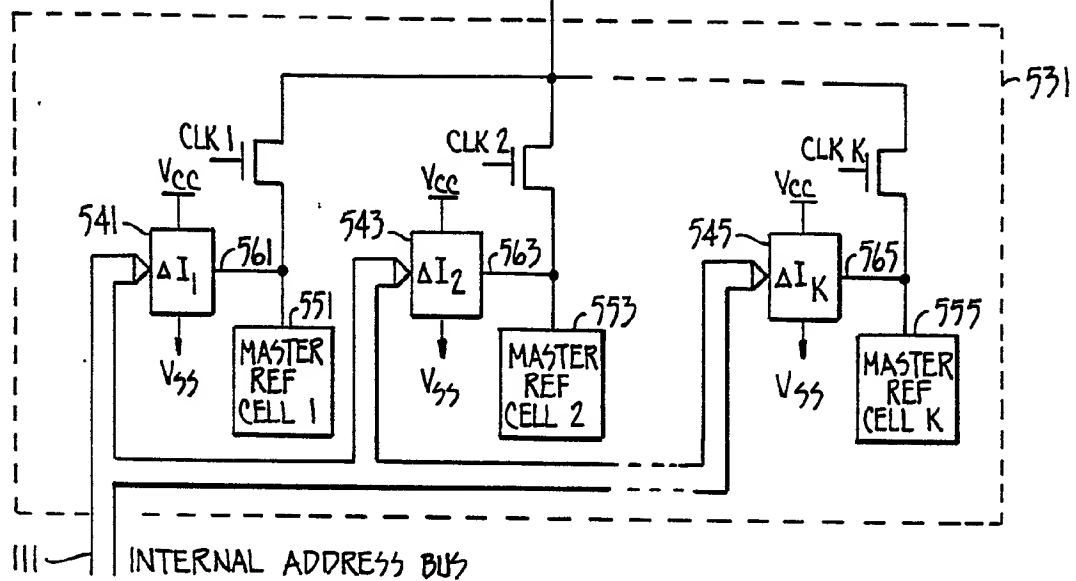 531
CLK 1
CLK 2
CLK K
VCC
VCC
VCC
541
543
545
ΔI1
561
ΔI2
563
ΔIK
565
551
553
555
VSS
VSS
VSS
MASTER
REF
CELL 1
MASTER
REF
CELL 2
MASTER
REF
CELL K
111
INTERNAL ADDRESS BUS